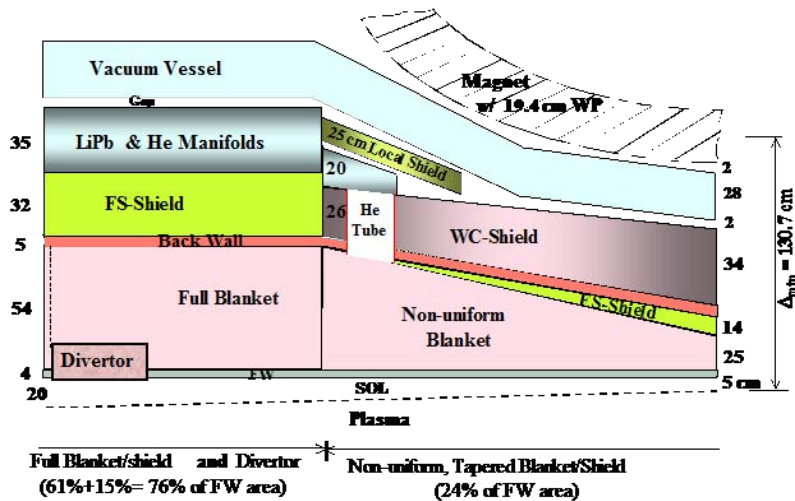 Vacuum Vessel
Magnet
w/ 19.4 cm WP
Gap
35
LiPb & He Manifolds
25 cm Local Shield
20
2
28
2
32
FS-Shield
26
He
Tube
WC-Shield
34
5
Back Wall
54
Full Blanket
Non-uniform
Blanket
FS-Shield
14
25
Δmin = 130.7 cm
Divertor
4
FW
5 cm
20
SOL
Plasma
Full Blanket/shield and Divertor
(61%+15%= 76% of FW area)
Non-uniform, Tapered Blanket/Shield
(24% of FW area)